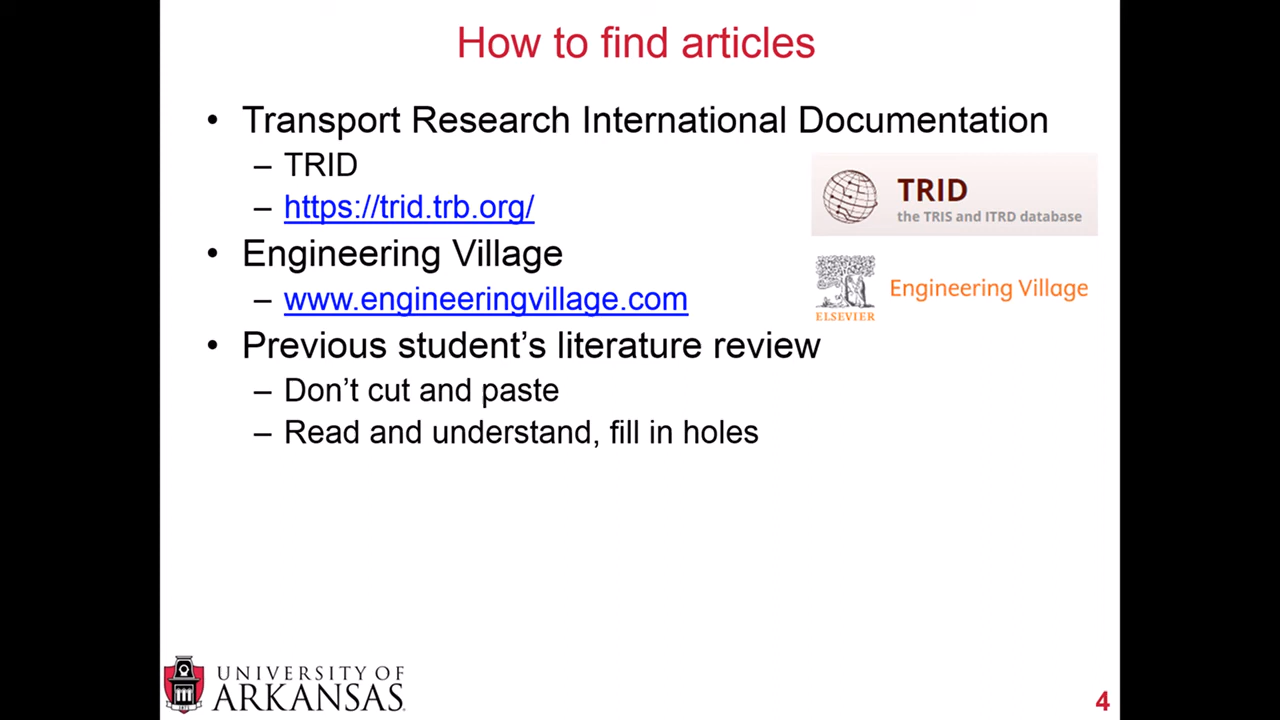 How to find articles
• Transport Research International Documentation
– TRID
– https://trid.trb.org/
TRID
the TRIS and ITRD database
• Engineering Village
– www.engineeringvillage.com
ELSEVIER
Engineering Village
• Previous student’s literature review
– Don’t cut and paste
– Read and understand, fill in holes
UNIVERSITY OF
ARKANSAS
4